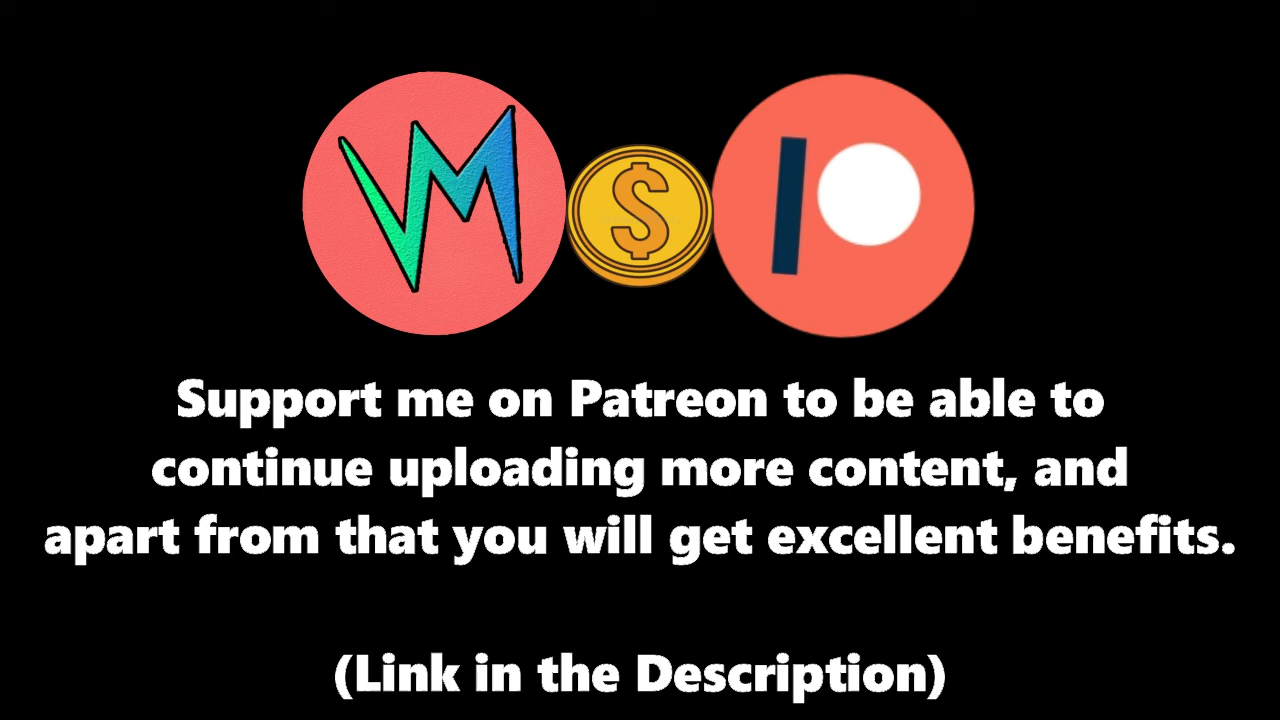 VM
$
Support me on Patreon to be able to
continue uploading more content, and
apart from that you will get excellent benefits.
(Link in the Description)